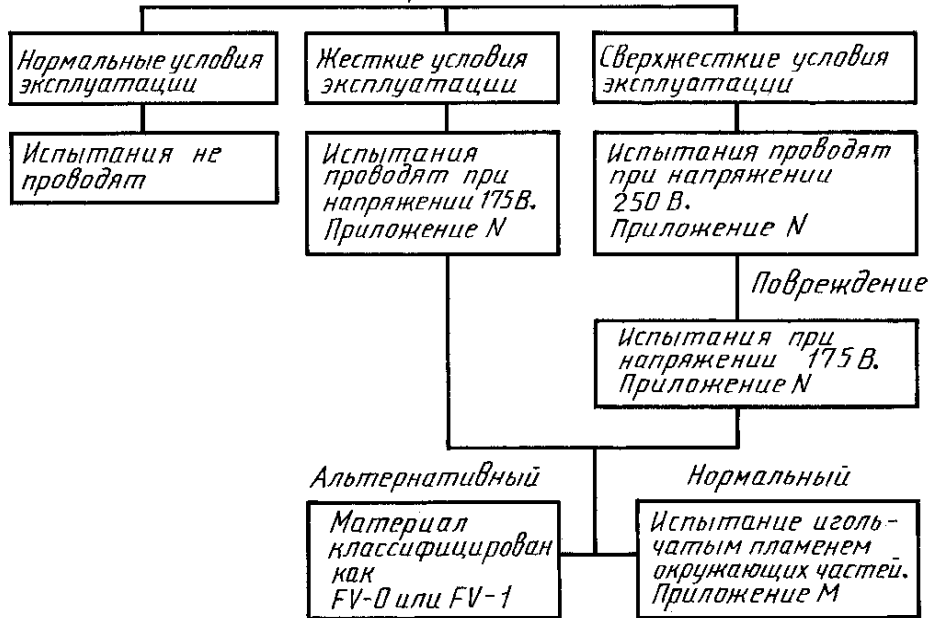 Нормальные условия
эксплуатации
Жесткие условия
эксплуатации
Сверхжесткие условия
эксплуатации
Испытания не
проводят
Испытания
проводят при
напряжении 175В.
Приложение N
Испытания проводят
при напряжении
250 В.
Приложение N
Повреждение
Испытания при
напряжении 175 В.
Приложение N
Альтернативный
Нормальный
Материал
классифицирован
как
FV-0 или FV-1
Испытание иголь-
чатым пламенем
окружающих частей.
Приложение М